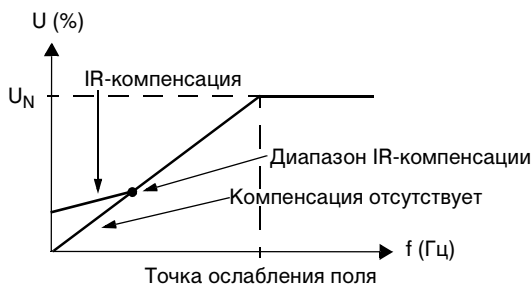 U (%)
IR-компенсация
U_N
Диапазон IR-компенсации
Компенсация отсутствует
f (Гц)
Точка ослабления поля